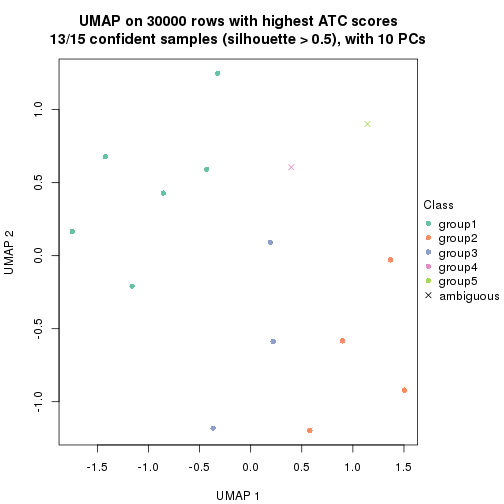 UMAP on 30000 rows with highest ATC scores
13/15 confident samples (silhouette > 0.5), with 10 PCs
1.0
0.5
0.0
-0.5
-1.0
UMAP 2
-1.5 -1.0 -0.5 0.0 0.5 1.0 1.5
UMAP 1
Class
group1
group2
group3
group4
group5
ambiguous